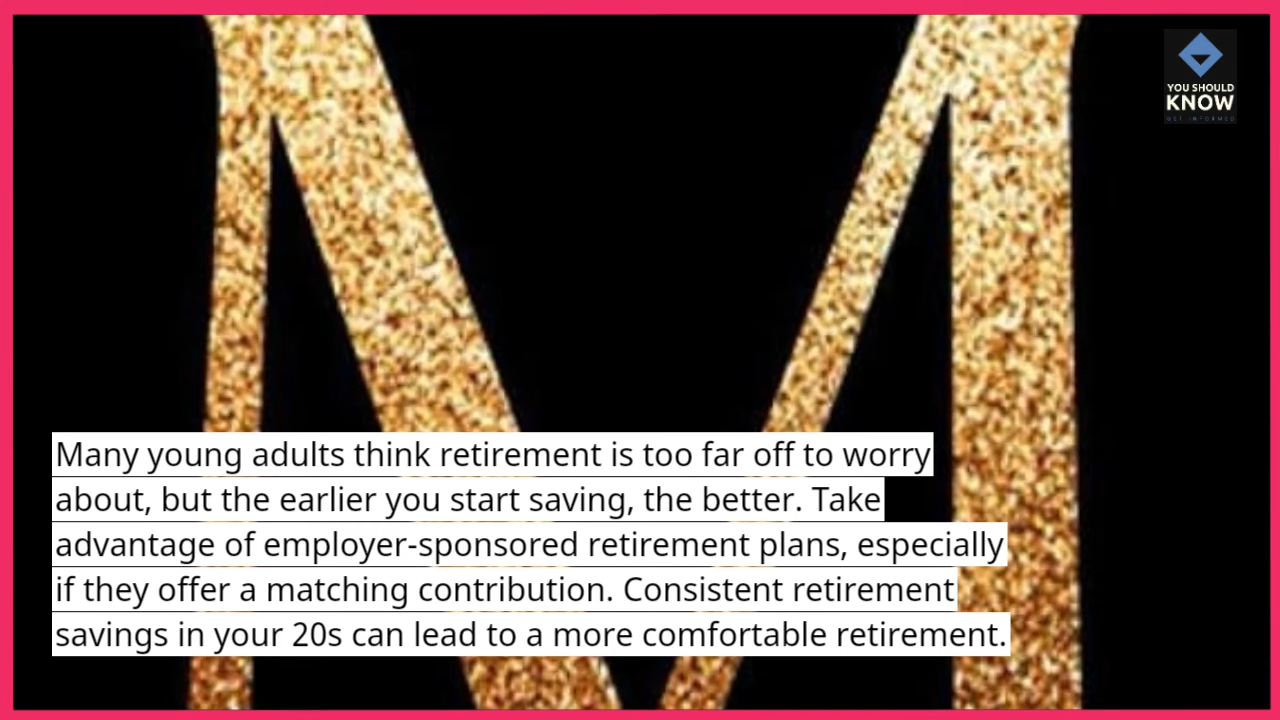 YOU SHOULD
KNOW
GET INFORMED
Many young adults think retirement is too far off to worry
about, but the earlier you start saving, the better. Take
advantage of employer-sponsored retirement plans, especially
if they offer a matching contribution. Consistent retirement
savings in your 20s can lead to a more comfortable retirement.